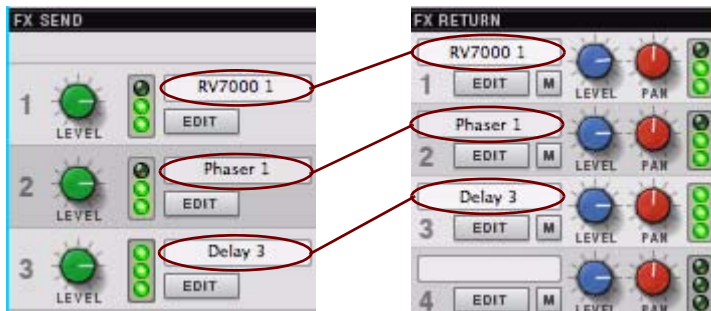 FX SEND
RV7000 1
1
LEVEL
EDIT
Phaser 1
2
LEVEL
EDIT
Delay 3
3
LEVEL
EDIT
FX RETURN
RV7000 1
1
EDIT M
LEVEL PAN
Phaser 1
2
EDIT M
LEVEL PAN
Delay 3
3
EDIT M
LEVEL PAN
4
EDIT M
LEVEL PAN